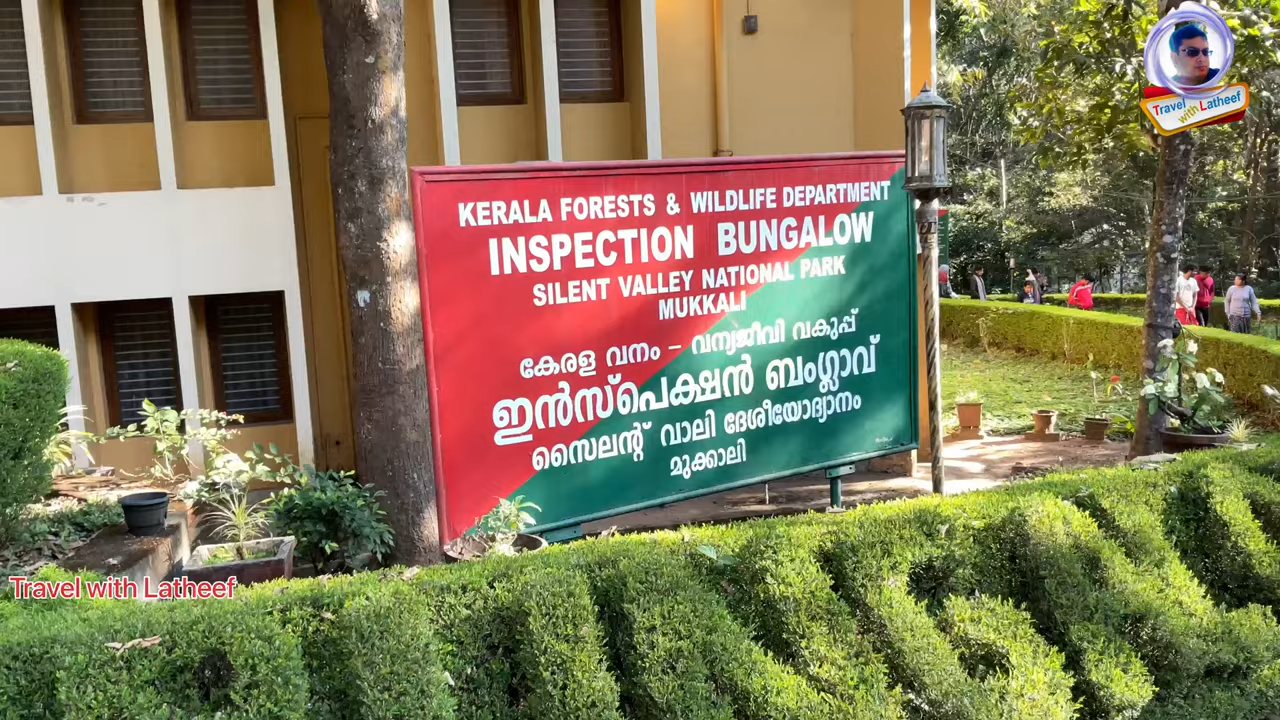 Travel
with Latheef
KERALA FORESTS & WILDLIFE DEPARTMENT
INSPECTION BUNGALOW
SILENT VALLEY NATIONAL PARK
MUKKALI
കേരള വനം – വന്യജീവി വകുപ്പ്
ഇൻസ്പെക്ഷൻ ബംഗ്ലാവ്
സൈലന്റ് വാലി ദേശീയോദ്യാനം
മുക്കാലി
Travel with Latheef